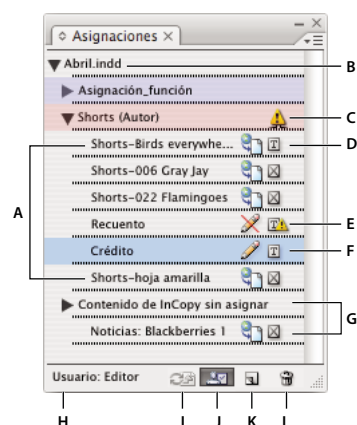 Asignaciones
Abril.indd
B
Asignación_función
Shorts (Autor)
C
Shorts-Birds everywhe...
D
Shorts-006 Gray Jay
Shorts-022 Flamingoes
A
Recuento
E
Crédito
F
Shorts-hoja amarilla
Contenido de InCopy sin asignar
G
Noticias: Blackberries 1
Usuario: Editor
H I J K L